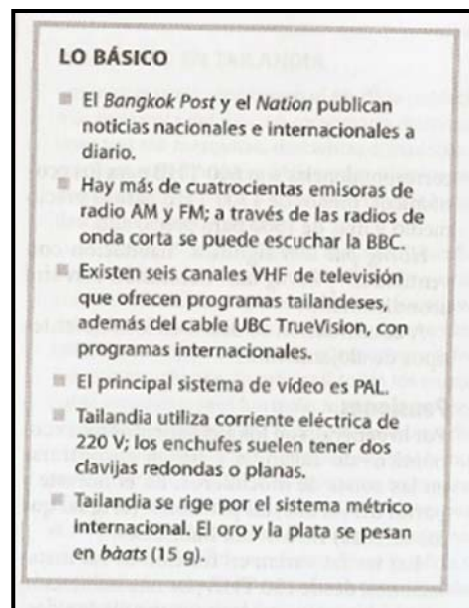 LO BÁSICO
El Bangkok Post y el Nation publican
noticias nacionales e internacionales a
diario.
Hay más de cuatrocientas emisoras de
radio AM y FM; a través de las radios de
onda corta se puede escuchar la BBC.
Existen seis canales VHF de televisión
que ofrecen programas tailandeses,
además del cable UBC TrueVision, con
programas internacionales.
El principal sistema de vídeo es PAL.
Tailandia utiliza corriente eléctrica de
220 V; los enchufes suelen tener dos
clavijas redondas o planas.
Tailandia se rige por el sistema métrico
internacional. El oro y la plata se pesan
en bàats (15 g).